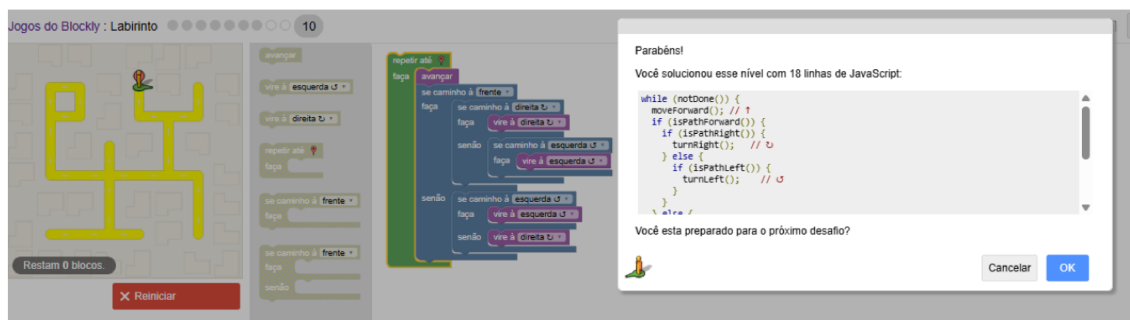 Jogos do Blockly : Labirinto 10
Restam 0 blocos.
Reiniciar
avançar
vire à esquerda ↺
vire à direita ↻
repetir até
faça
se caminho à frente
faça
se caminho à frente
faça
senão
repetir até
faça avançar
se caminho à frente
faça se caminho à direita ↻
faça vire à direita ↻
senão se caminho à esquerda ↺
faça vire à esquerda ↺
senão se caminho à esquerda ↺
faça vire à esquerda ↺
senão vire à direita ↻
Parabéns!
Você solucionou esse nível com 18 linhas de JavaScript:
while (notDone()) {
moveForward(); // ↑
if (isPathForward()) {
if (isPathRight()) {
turnRight(); // ↻
} else {
if (isPathLeft()) {
turnLeft(); // ↺
}
}
} else {
Você esta preparado para o próximo desafio?
Cancelar OK